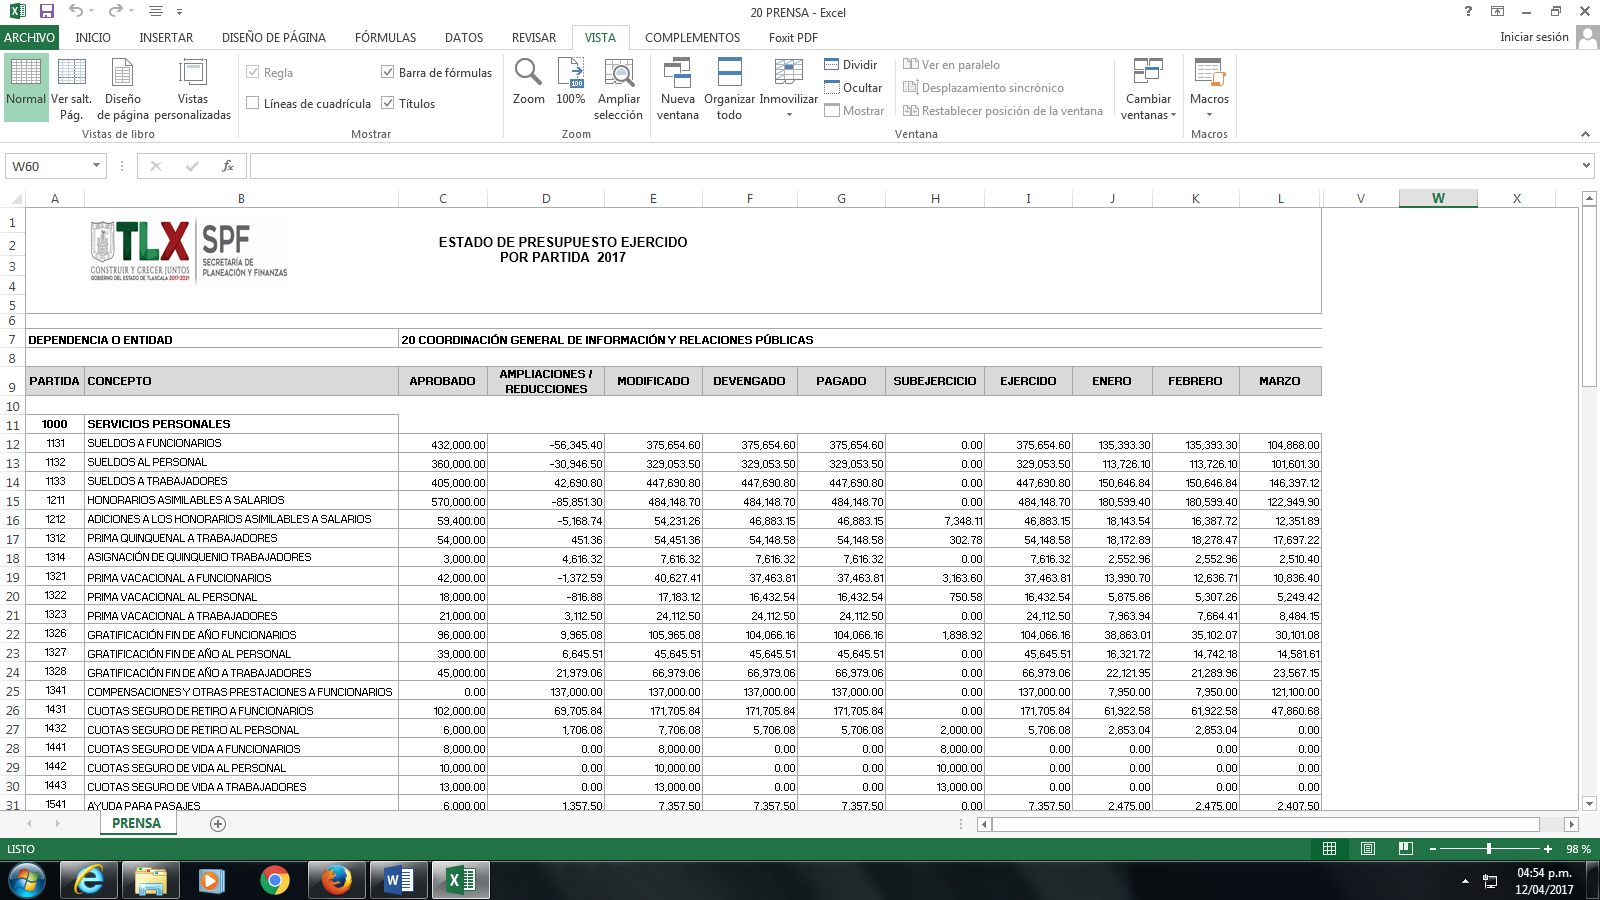 20 PRENSA - Excel
ARCHIVO INICIO INSERTAR DISEÑO DE PÁGINA FÓRMULAS DATOS REVISAR VISTA COMPLEMENTOS Foxit PDF Iniciar sesión
Normal Ver salt. Pág. Diseño de página Vistas personalizadas
Vistas de libro
Regla Barra de fórmulas
Líneas de cuadrícula Títulos
Mostrar
Zoom 100% Ampliar selección
Zoom
Nueva ventana Organizar todo Inmovilizar
Dividir
Ocultar
Mostrar
Ver en paralelo
Desplazamiento sincrónico
Restablecer posición de la ventana
Cambiar ventanas
Ventana
Macros
Macros
W60 fx
A B C D E F G H I J K L V W X
1
TLX SPF
CONSTRUIR Y CRECER JUNTOS
GOBIERNO DEL ESTADO DE TLAXCALA 2017-2021
SECRETARÍA DE
PLANEACIÓN Y FINANZAS
2 ESTADO DE PRESUPUESTO EJERCIDO
3 POR PARTIDA 2017
4
5
6
7 DEPENDENCIA O ENTIDAD 20 COORDINACIÓN GENERAL DE INFORMACIÓN Y RELACIONES PÚBLICAS
8
9 PARTIDA CONCEPTO APROBADO AMPLIACIONES / REDUCCIONES MODIFICADO DEVENGADO PAGADO SUBEJERCICIO EJERCIDO ENERO FEBRERO MARZO
10
11 1000 SERVICIOS PERSONALES
12 1131 SUELDOS A FUNCIONARIOS 432,000.00 -56,345.40 375,654.60 375,654.60 375,654.60 0.00 375,654.60 135,393.30 135,393.30 104,868.00
13 1132 SUELDOS AL PERSONAL 360,000.00 -30,946.50 329,053.50 329,053.50 329,053.50 0.00 329,053.50 113,726.10 113,726.10 101,601.30
14 1133 SUELDOS A TRABAJADORES 405,000.00 42,690.80 447,690.80 447,690.80 447,690.80 0.00 447,690.80 150,646.84 150,646.84 146,397.12
15 1211 HONORARIOS ASIMILABLES A SALARIOS 570,000.00 -85,851.30 484,148.70 484,148.70 484,148.70 0.00 484,148.70 180,599.40 180,599.40 122,949.90
16 1212 ADICIONES A LOS HONORARIOS ASIMILABLES A SALARIOS 59,400.00 -5,168.74 54,231.26 46,883.15 46,883.15 7,348.11 46,883.15 18,143.54 16,387.72 12,351.89
17 1312 PRIMA QUINQUENAL A TRABAJADORES 54,000.00 451.36 54,451.36 54,148.58 54,148.58 302.78 54,148.58 18,172.89 18,278.47 17,697.22
18 1314 ASIGNACIÓN DE QUINQUENIO TRABAJADORES 3,000.00 4,616.32 7,616.32 7,616.32 7,616.32 0.00 7,616.32 2,552.96 2,552.96 2,510.40
19 1321 PRIMA VACACIONAL A FUNCIONARIOS 42,000.00 -1,372.59 40,627.41 37,463.81 37,463.81 3,163.60 37,463.81 13,990.70 12,636.71 10,836.40
20 1322 PRIMA VACACIONAL AL PERSONAL 18,000.00 -816.88 17,183.12 16,432.54 16,432.54 750.58 16,432.54 5,875.86 5,307.26 5,249.42
21 1323 PRIMA VACACIONAL A TRABAJADORES 21,000.00 3,112.50 24,112.50 24,112.50 24,112.50 0.00 24,112.50 7,963.94 7,664.41 8,484.15
22 1326 GRATIFICACIÓN FIN DE AÑO FUNCIONARIOS 96,000.00 9,965.08 105,965.08 104,066.16 104,066.16 1,898.92 104,066.16 38,863.01 35,102.07 30,101.08
23 1327 GRATIFICACIÓN FIN DE AÑO AL PERSONAL 39,000.00 6,645.51 45,645.51 45,645.51 45,645.51 0.00 45,645.51 16,321.72 14,742.18 14,581.61
24 1328 GRATIFICACIÓN FIN DE AÑO A TRABAJADORES 45,000.00 21,979.06 66,979.06 66,979.06 66,979.06 0.00 66,979.06 22,121.95 21,289.96 23,567.15
25 1341 COMPENSACIONES Y OTRAS PRESTACIONES A FUNCIONARIOS 0.00 137,000.00 137,000.00 137,000.00 137,000.00 0.00 137,000.00 7,950.00 7,950.00 121,100.00
26 1431 CUOTAS SEGURO DE RETIRO A FUNCIONARIOS 102,000.00 69,705.84 171,705.84 171,705.84 171,705.84 0.00 171,705.84 61,922.58 61,922.58 47,860.68
27 1432 CUOTAS SEGURO DE RETIRO AL PERSONAL 6,000.00 1,706.08 7,706.08 5,706.08 5,706.08 2,000.00 5,706.08 2,853.04 2,853.04 0.00
28 1441 CUOTAS SEGURO DE VIDA A FUNCIONARIOS 8,000.00 0.00 8,000.00 0.00 0.00 8,000.00 0.00 0.00 0.00 0.00
29 1442 CUOTAS SEGURO DE VIDA AL PERSONAL 10,000.00 0.00 10,000.00 0.00 0.00 10,000.00 0.00 0.00 0.00 0.00
30 1443 CUOTAS SEGURO DE VIDA A TRABAJADORES 13,000.00 0.00 13,000.00 0.00 0.00 13,000.00 0.00 0.00 0.00 0.00
31 1541 AYUDA PARA PASAJES 6,000.00 1,357.50 7,357.50 7,357.50 7,357.50 0.00 7,357.50 2,475.00 2,475.00 2,407.50
PRENSA
LISTO 98 %
04:54 p.m.
12/04/2017